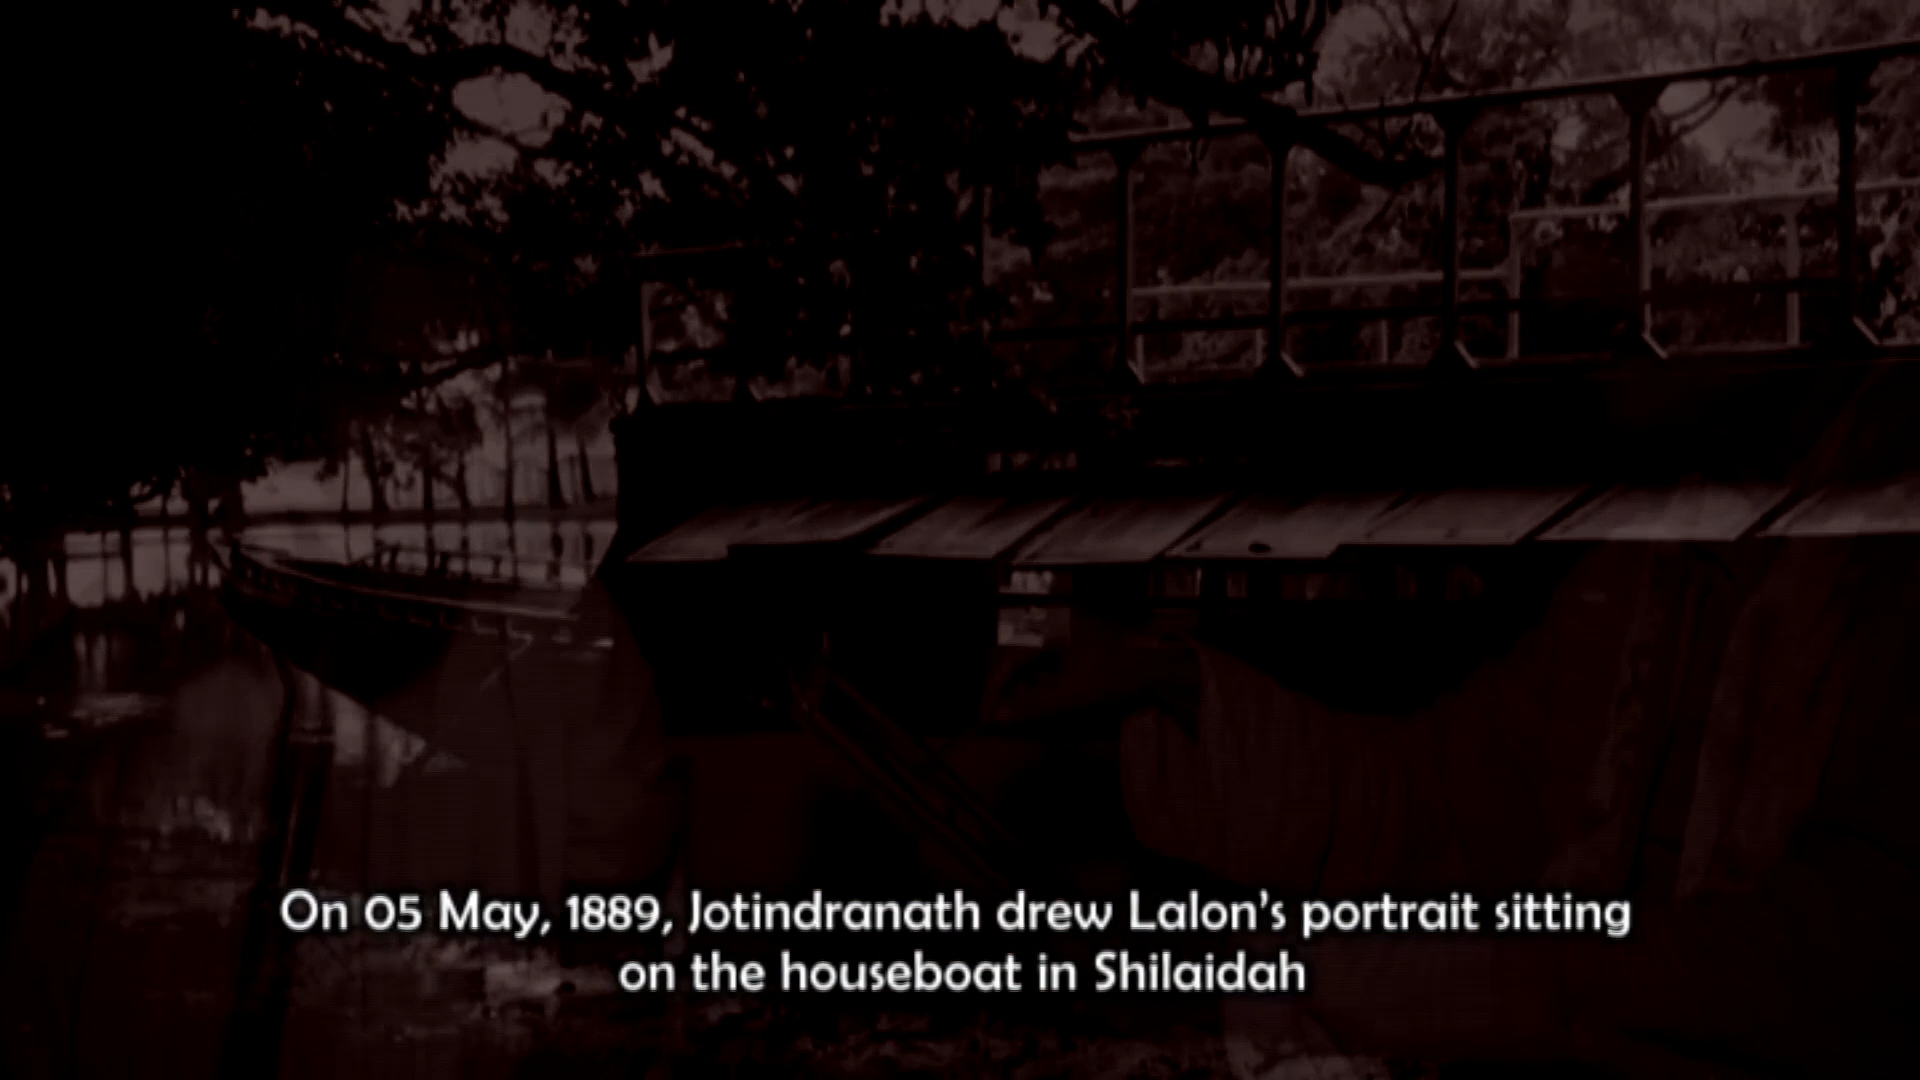 On 05 May, 1889, Jotindranath drew Lalon's portrait sitting
on the houseboat in Shilaidah